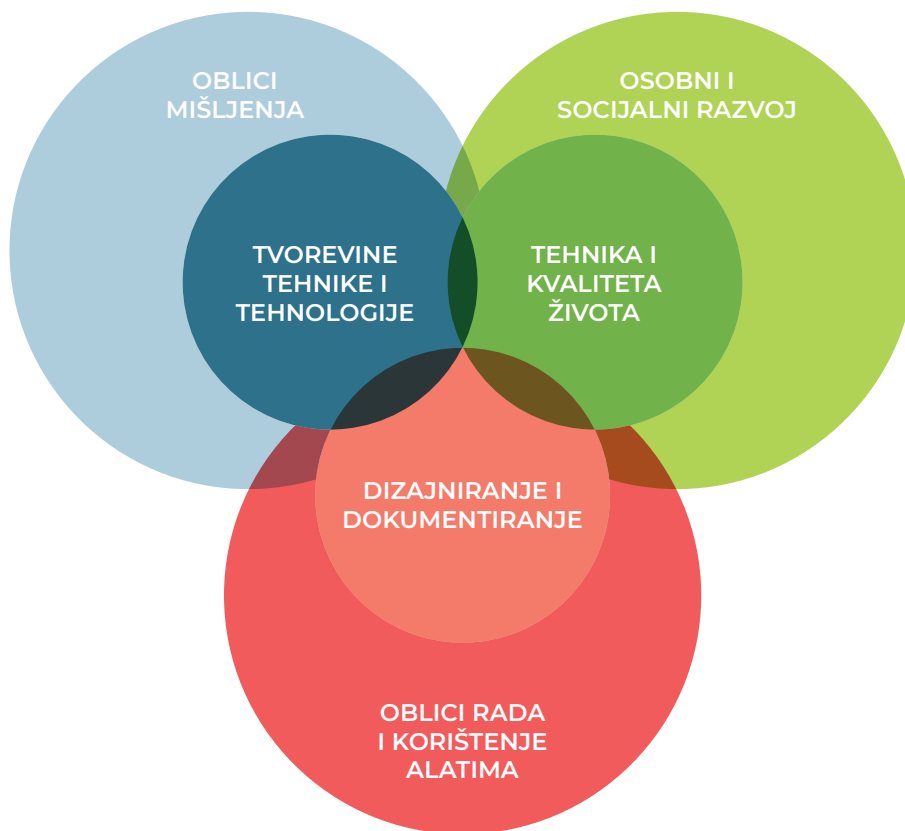 OBLICI
MIŠLJENJA
OSOBNI I
SOCIJALNI RAZVOJ
TVOREVINE
TEHNIKE I
TEHNOLOGIJE
TEHNIKA I
KVALITETA
ŽIVOTA
DIZAJNIRANJE I
DOKUMENTIRANJE
OBLICI RADA
I KORIŠTENJE
ALATIMA